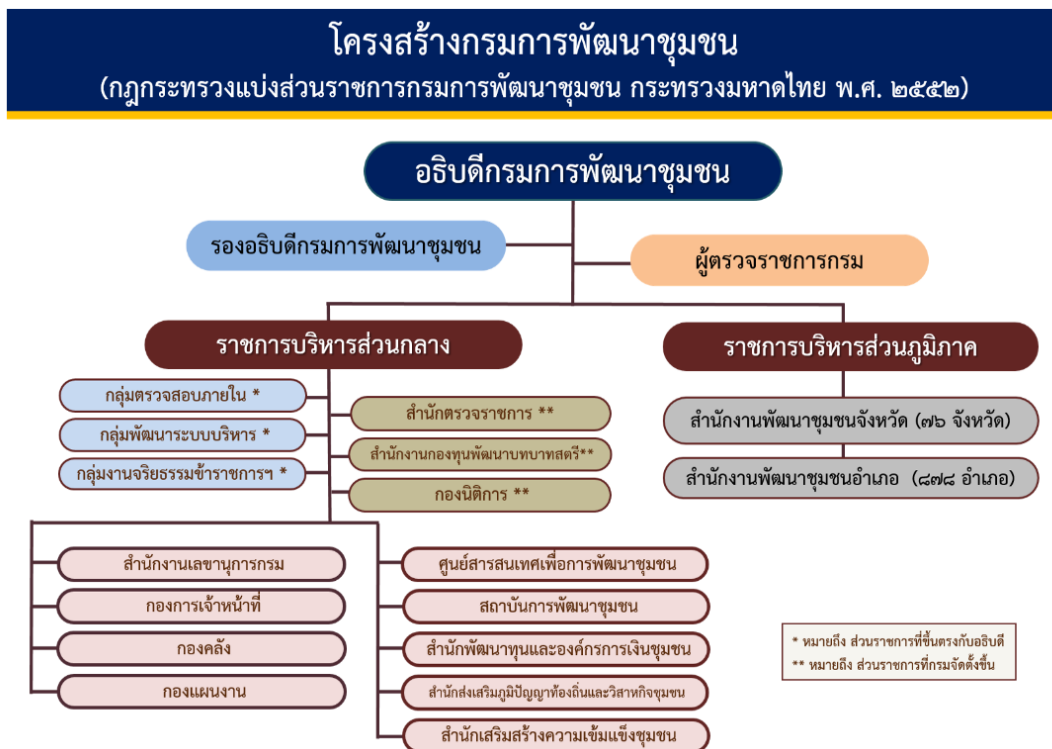 โครงสร้างกรมการพัฒนาชุมชน
(กฎกระทรวงแบ่งส่วนราชการกรมการพัฒนาชุมชน กระทรวงมหาดไทย พ.ศ. ๒๕๕๒)
อธิบดีกรมการพัฒนาชุมชน
รองอธิบดีกรมการพัฒนาชุมชน
ผู้ตรวจราชการกรม
ราชการบริหารส่วนกลาง
กลุ่มตรวจสอบภายใน *
กลุ่มพัฒนาระบบบริหาร *
กลุ่มงานจริยธรรมข้าราชการฯ *
สำนักตรวจราชการ **
สำนักงานกองทุนพัฒนาบทบาทสตรี**
กองนิติการ **
สำนักงานเลขานุการกรม
กองการเจ้าหน้าที่
กองคลัง
กองแผนงาน
ศูนย์สารสนเทศเพื่อการพัฒนาชุมชน
สถาบันการพัฒนาชุมชน
สำนักพัฒนาทุนและองค์กรการเงินชุมชน
สำนักส่งเสริมภูมิปัญญาท้องถิ่นและวิสาหกิจชุมชน
สำนักเสริมสร้างความเข้มแข็งชุมชน
ราชการบริหารส่วนภูมิภาค
สำนักงานพัฒนาชุมชนจังหวัด (๗๖ จังหวัด)
สำนักงานพัฒนาชุมชนอำเภอ (๘๗๘ อำเภอ)
* หมายถึง ส่วนราชการที่ขึ้นตรงกับอธิบดี
** หมายถึง ส่วนราชการที่กรมจัดตั้งขึ้น